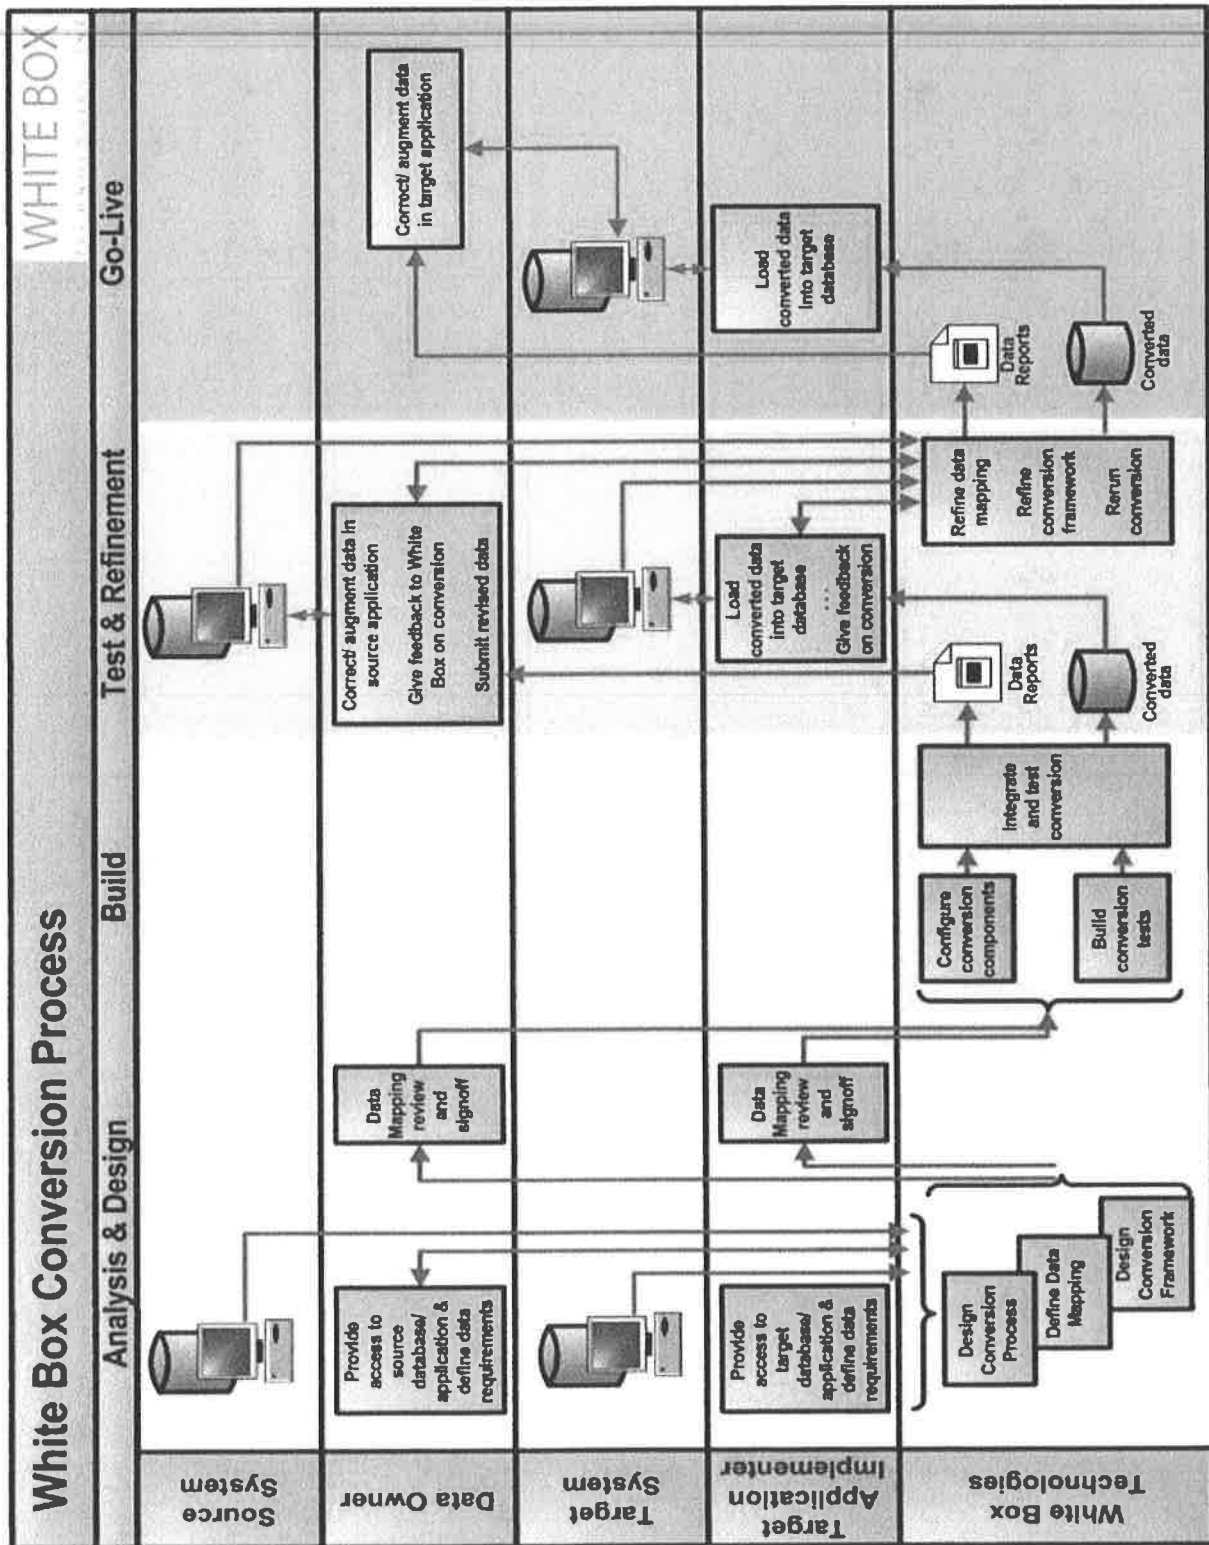 White Box Conversion Process
WHITE BOX
Analysis & Design
Build
Test & Refinement
Go-Live
Source
System
Data Owner
Provide
access to
source
database/
application &
define data
requirements
Data
Mapping
review
and
signoff
Correct/ augment data in
source application
Give feedback to White
Box on conversion
Submit revised data
Correct/ augment data
in target application
Target
System
Target
Application
Implementer
Provide
access to
target
database/
application &
define data
requirements
Data
Mapping
review
and
signoff
Load
converted data
into target
database
...
Give feedback
on conversion
Load
converted data
into target
database
White Box
Technologies
Design
Conversion
Process
Define Data
Mapping
Design
Conversion
Framework
Configure
conversion
components
Build
conversion
tests
Integrate
and test
conversion
Data
Reports
Converted
data
Refine data
mapping
Refine
conversion
framework
Rerun
conversion
Data
Reports
Converted
data